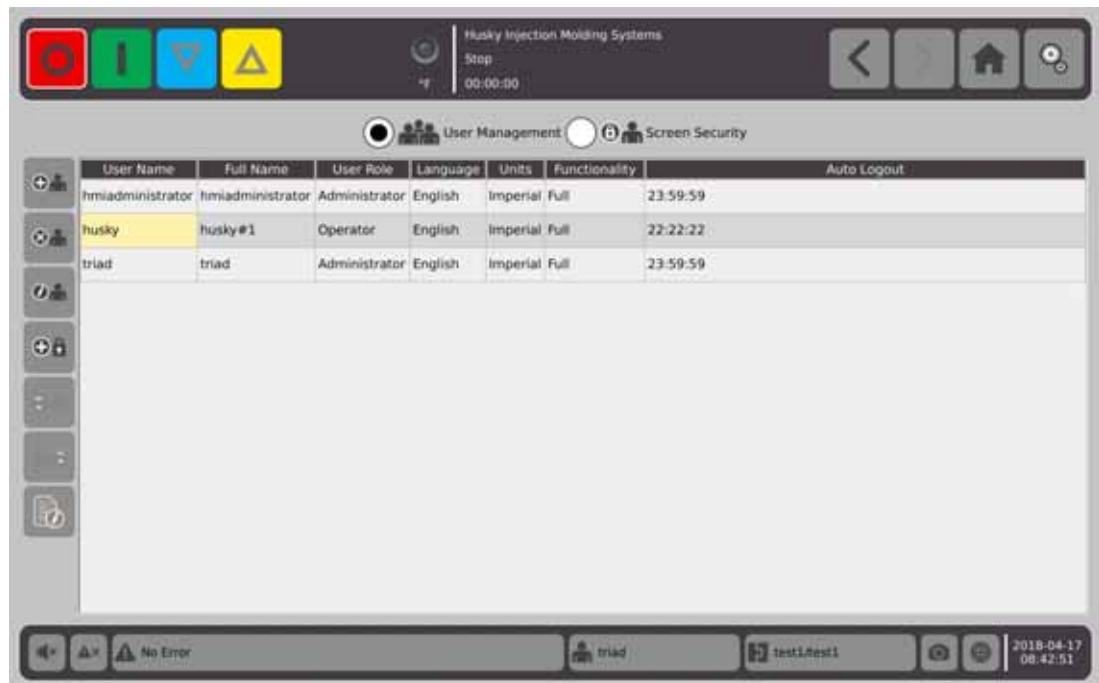 Husky Injection Molding Systems
Stop
°F 00:00:00
User Management Screen Security
User Name Full Name User Role Language Units Functionality Auto Logout
hmiadministrator hmiadministrator Administrator English Imperial Full 23:59:59
husky husky#1 Operator English Imperial Full 22:22:22
triad triad Administrator English Imperial Full 23:59:59
No Error triad test1/test1 2018-04-17
08:42:51